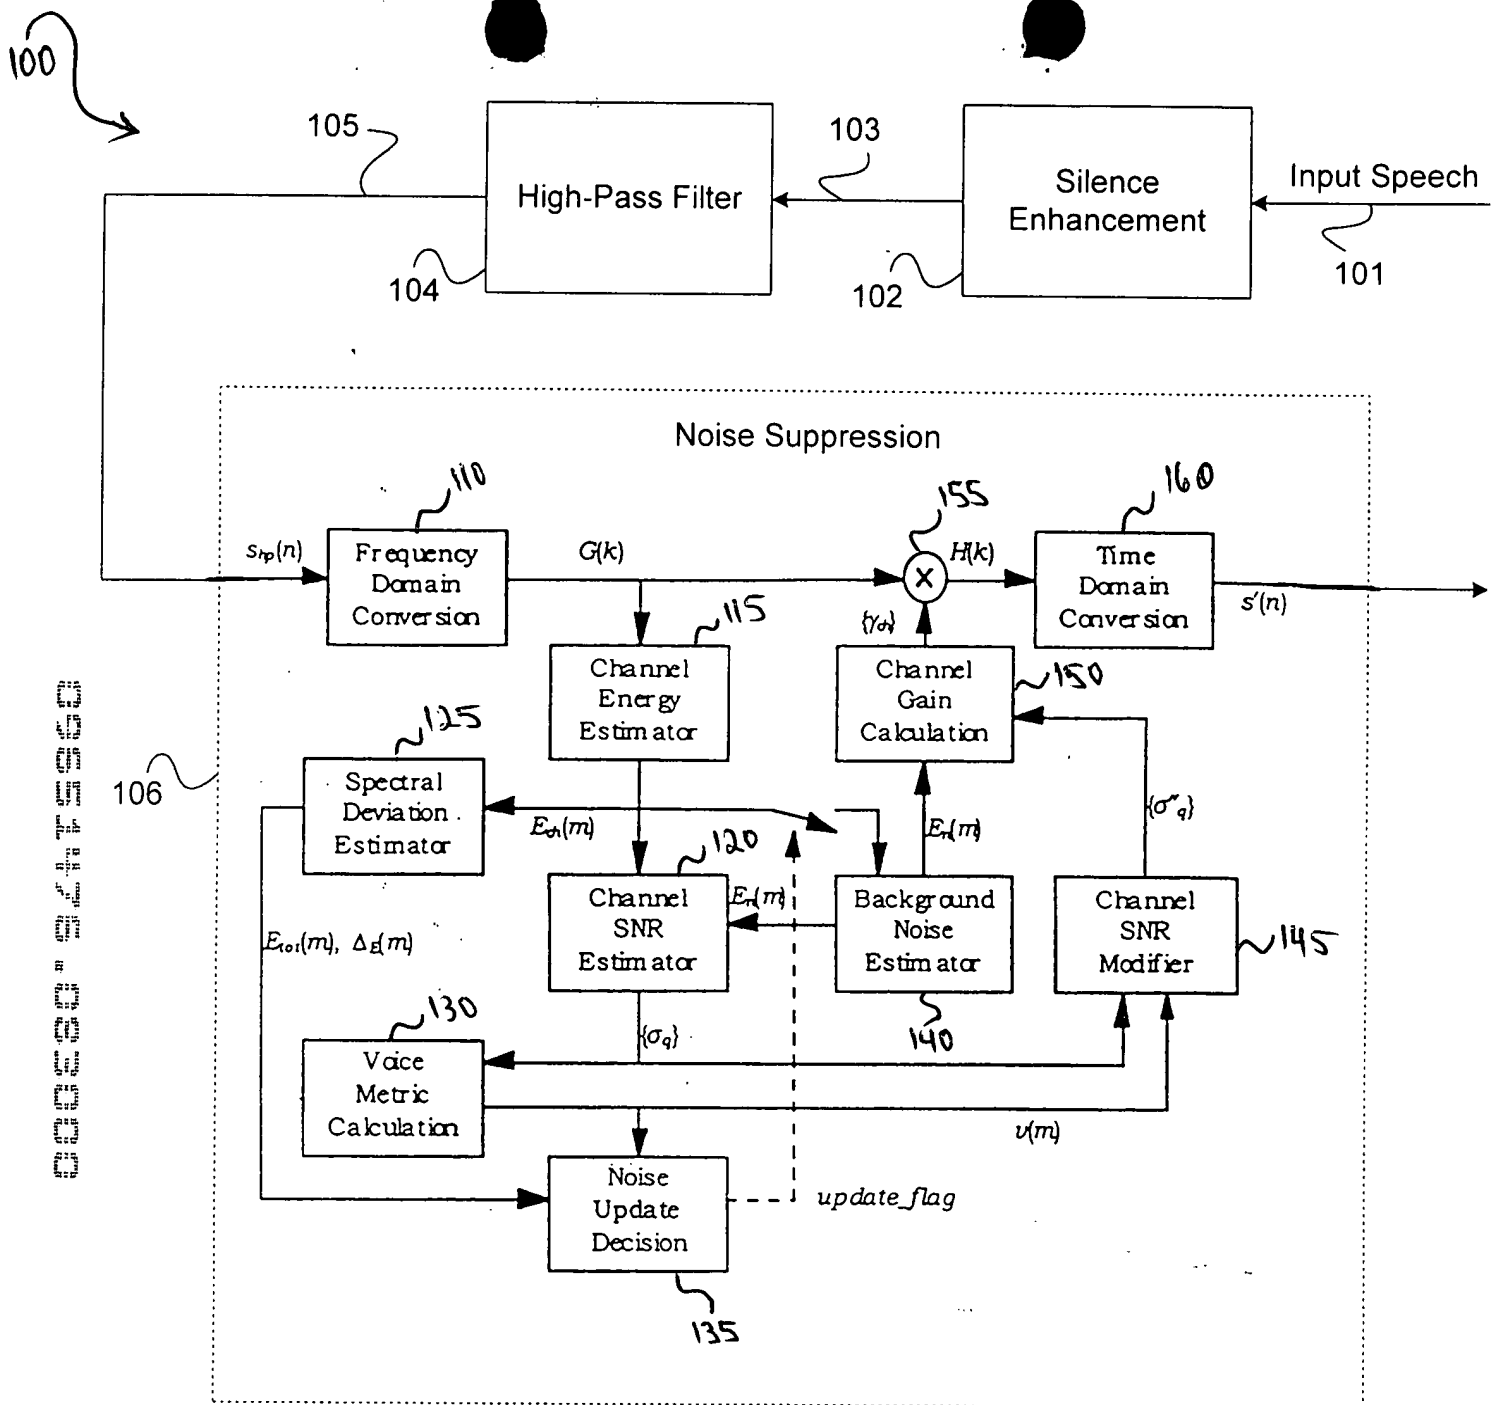 100
105
103
High-Pass Filter
Silence
Enhancement
Input Speech
104
102
101
Noise Suppression
110
155
160
s_hp(n)
Frequency
Domain
Conversion
G(k)
H(k)
Time
Domain
Conversion
s'(n)
{γ_ch}
115
Channel
Energy
Estimator
Channel
Gain
Calculation
150
125
106
Spectral
Deviation
Estimator
E_ch(m)
E_n(m)
{σ"_q}
120
Channel
SNR
Estimator
E_n(m)
Background
Noise
Estimator
Channel
SNR
Modifier
145
E_tot(m), Δ_E(m)
130
{σ_q}
140
Voice
Metric
Calculation
v(m)
Noise
Update
Decision
update_flag
135
09651476.083000